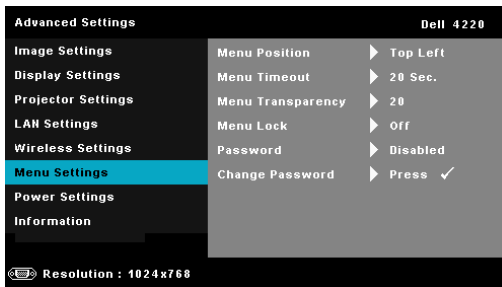 Advanced Settings Dell 4220
Image Settings
Display Settings
Projector Settings
LAN Settings
Wireless Settings
Menu Settings
Power Settings
Information
Menu Position Top Left
Menu Timeout 20 Sec.
Menu Transparency 20
Menu Lock Off
Password Disabled
Change Password Press ✓
Resolution : 1024x768